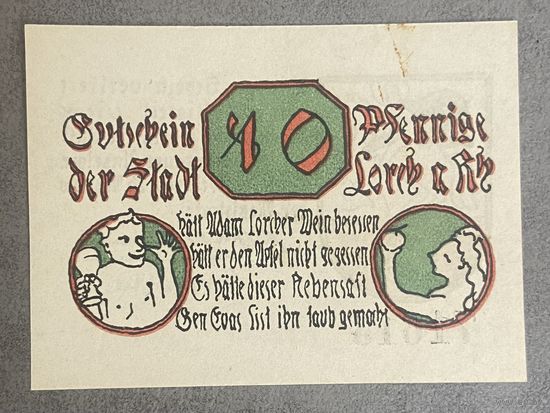 Gutschein 10 Pfennige
der Stadt Lorch a Rh
hätt Adam Lorcher Wein besessen
hätt er den Apfel nicht gegessen
Es hätte dieser Rebensaft
Gen Evas List ihn taub gemacht